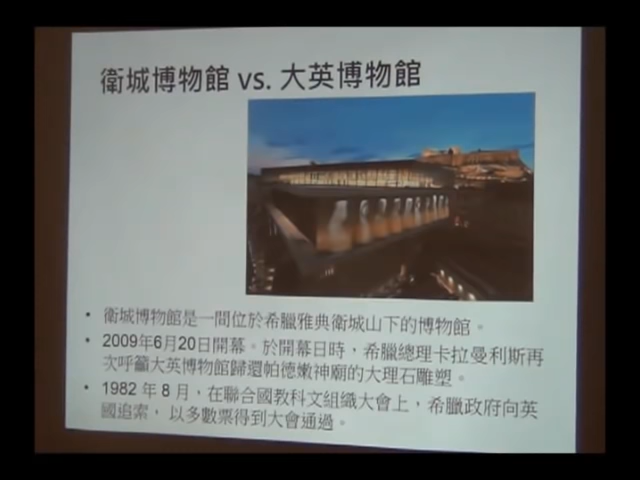 衛城博物館 vs. 大英博物館
• 衛城博物館是一間位於希臘雅典衛城山下的博物館。
• 2009年6月20日開幕。於開幕日時，希臘總理卡拉曼利斯再
次呼籲大英博物館歸還帕德嫩神廟的大理石雕塑。
• 1982 年 8 月，在聯合國教科文組織大會上，希臘政府向英
國追索， 以多數票得到大會通過。